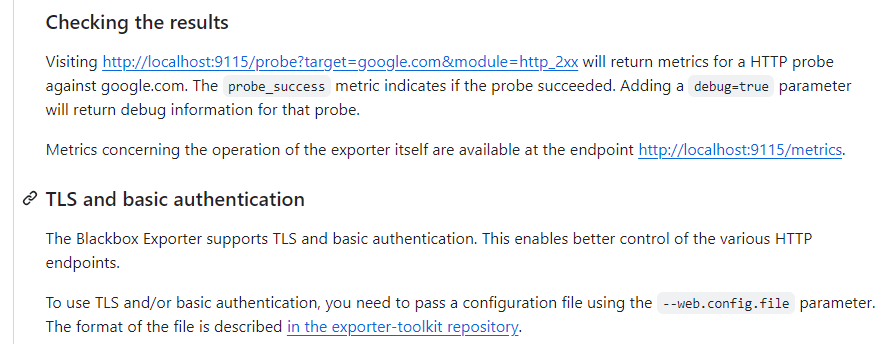 Checking the results
Visiting http://localhost:9115/probe?target=google.com&module=http_2xx will return metrics for a HTTP probe
against google.com. The probe_success metric indicates if the probe succeeded. Adding a debug=true parameter
will return debug information for that probe.
Metrics concerning the operation of the exporter itself are available at the endpoint http://localhost:9115/metrics.
TLS and basic authentication
The Blackbox Exporter supports TLS and basic authentication. This enables better control of the various HTTP
endpoints.
To use TLS and/or basic authentication, you need to pass a configuration file using the --web.config.file parameter.
The format of the file is described in the exporter-toolkit repository.